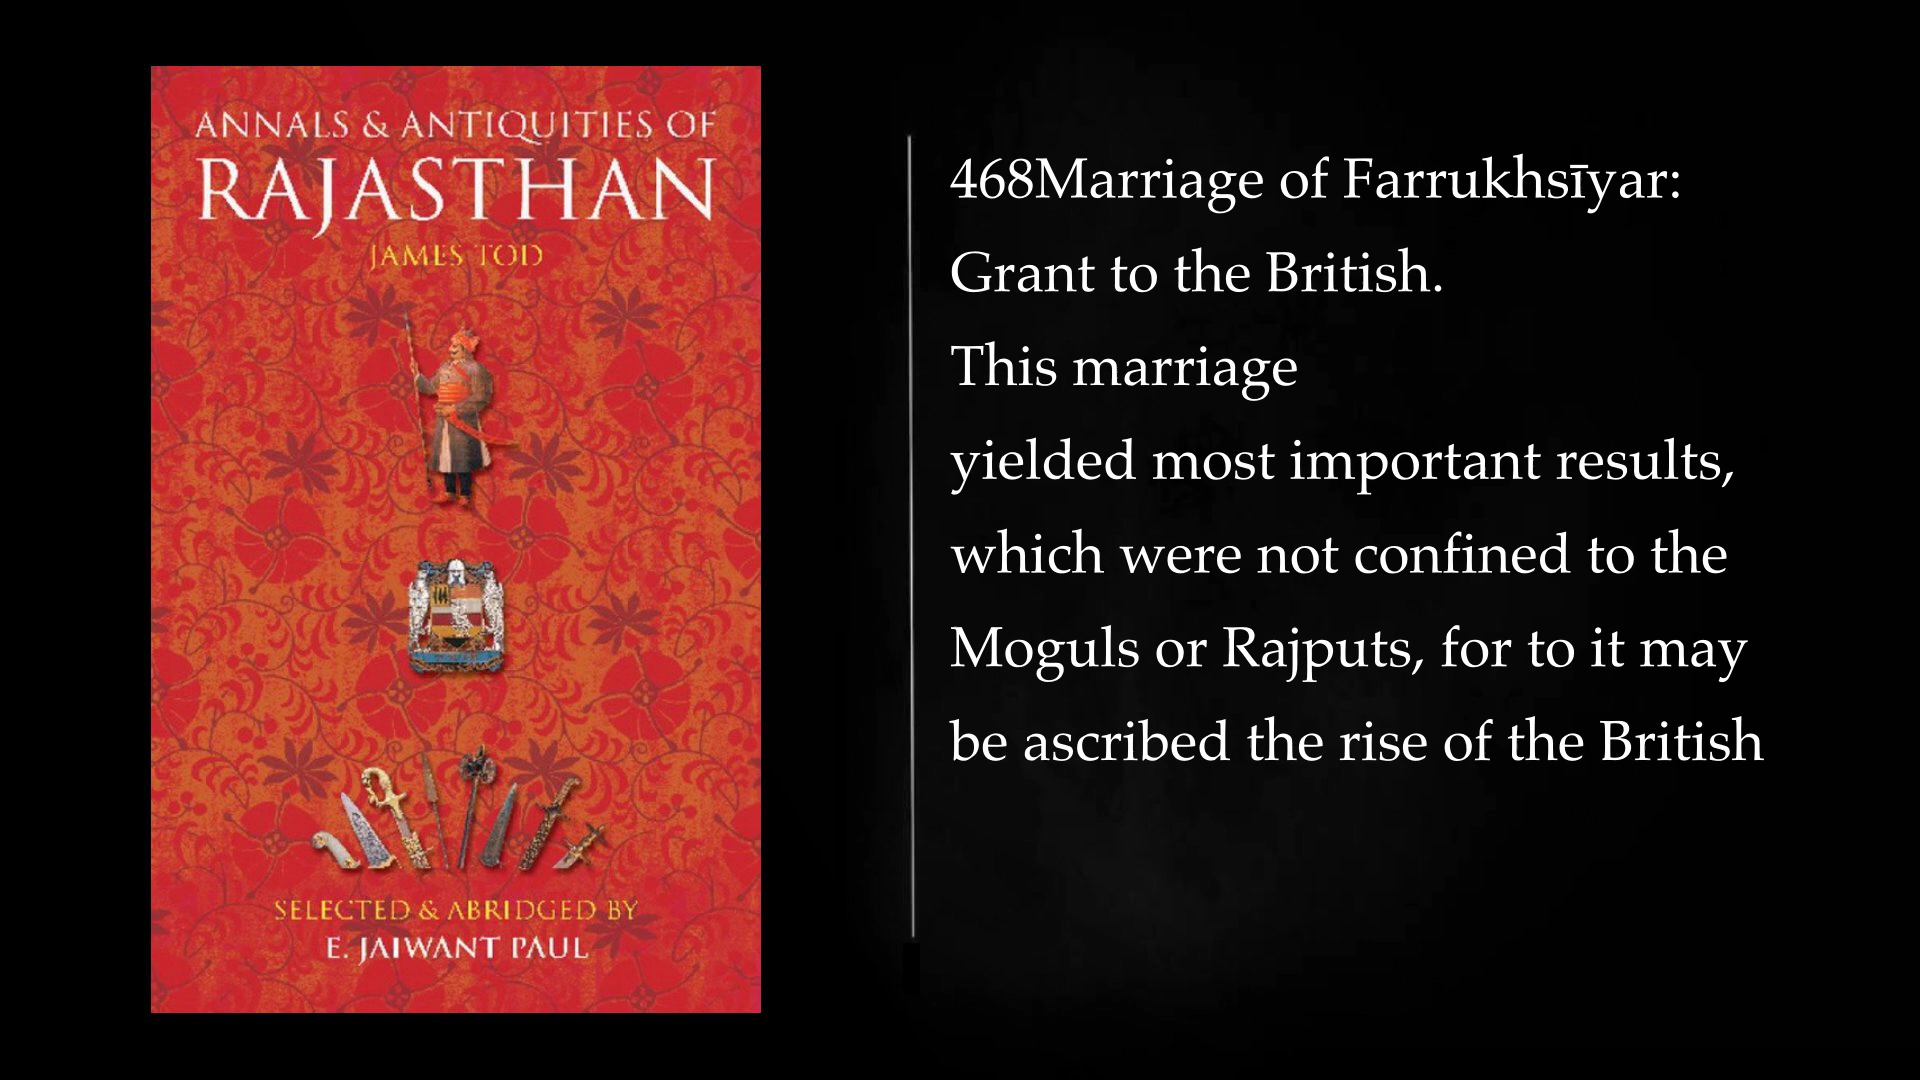 ANNALS & ANTIQUITIES OF
RAJASTHAN
JAMES TOD
SELECTED & ABRIDGED BY
E. JAIWANT PAUL
468Marriage of Farrukhsīyar:
Grant to the British.
This marriage
yielded most important results,
which were not confined to the
Moguls or Rajputs, for to it may
be ascribed the rise of the British